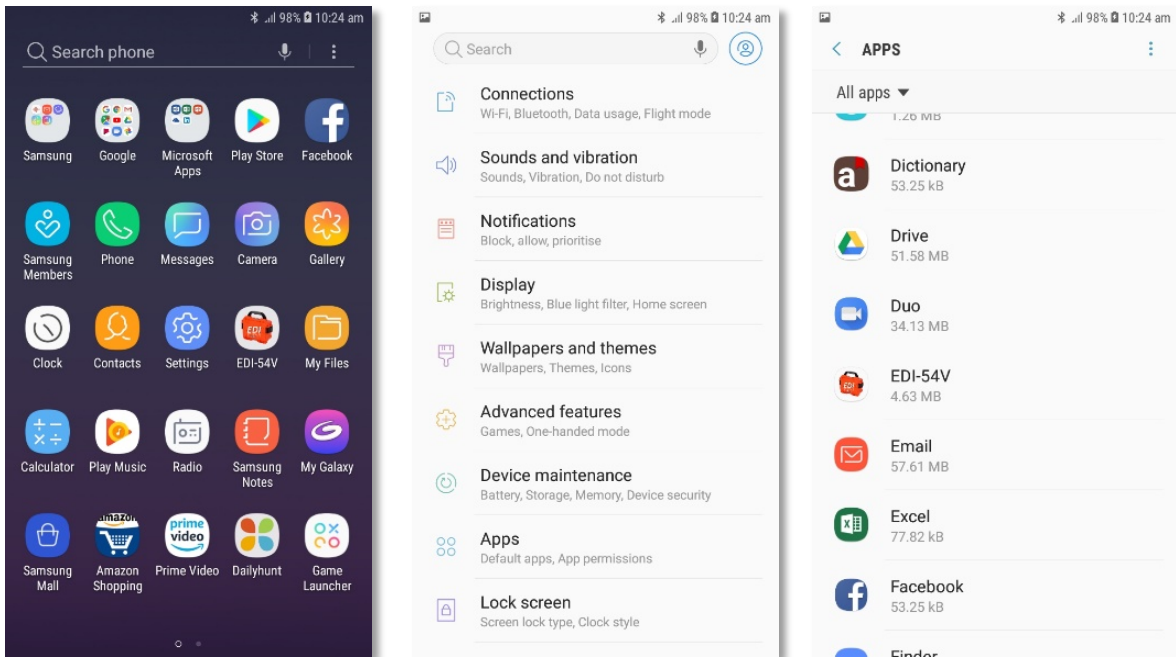 98% 10:24 am
Search phone
Samsung
Google
Microsoft
Apps
Play Store
Facebook
Samsung
Members
Phone
Messages
Camera
Gallery
Clock
Contacts
Settings
EDI
EDI-54V
My Files
Calculator
Play Music
Radio
Samsung
Notes
My Galaxy
amazon
prime
video
Samsung
Mall
Amazon
Shopping
Prime Video
Dailyhunt
Game
Launcher
98% 10:24 am
Search
Connections
Wi-Fi, Bluetooth, Data usage, Flight mode
Sounds and vibration
Sounds, Vibration, Do not disturb
Notifications
Block, allow, prioritise
Display
Brightness, Blue light filter, Home screen
Wallpapers and themes
Wallpapers, Themes, Icons
Advanced features
Games, One-handed mode
Device maintenance
Battery, Storage, Memory, Device security
Apps
Default apps, App permissions
Lock screen
Screen lock type, Clock style
98% 10:24 am
APPS
All apps
1.26 MB
Dictionary
53.25 kB
Drive
51.58 MB
Duo
34.13 MB
EDI
EDI-54V
4.63 MB
Email
57.61 MB
Excel
77.82 kB
Facebook
53.25 kB
Finder